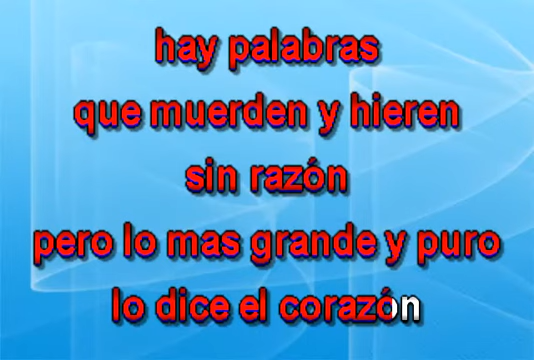 hay palabras
que muerden y hieren
sin razón
pero lo mas grande y puro
lo dice el corazón